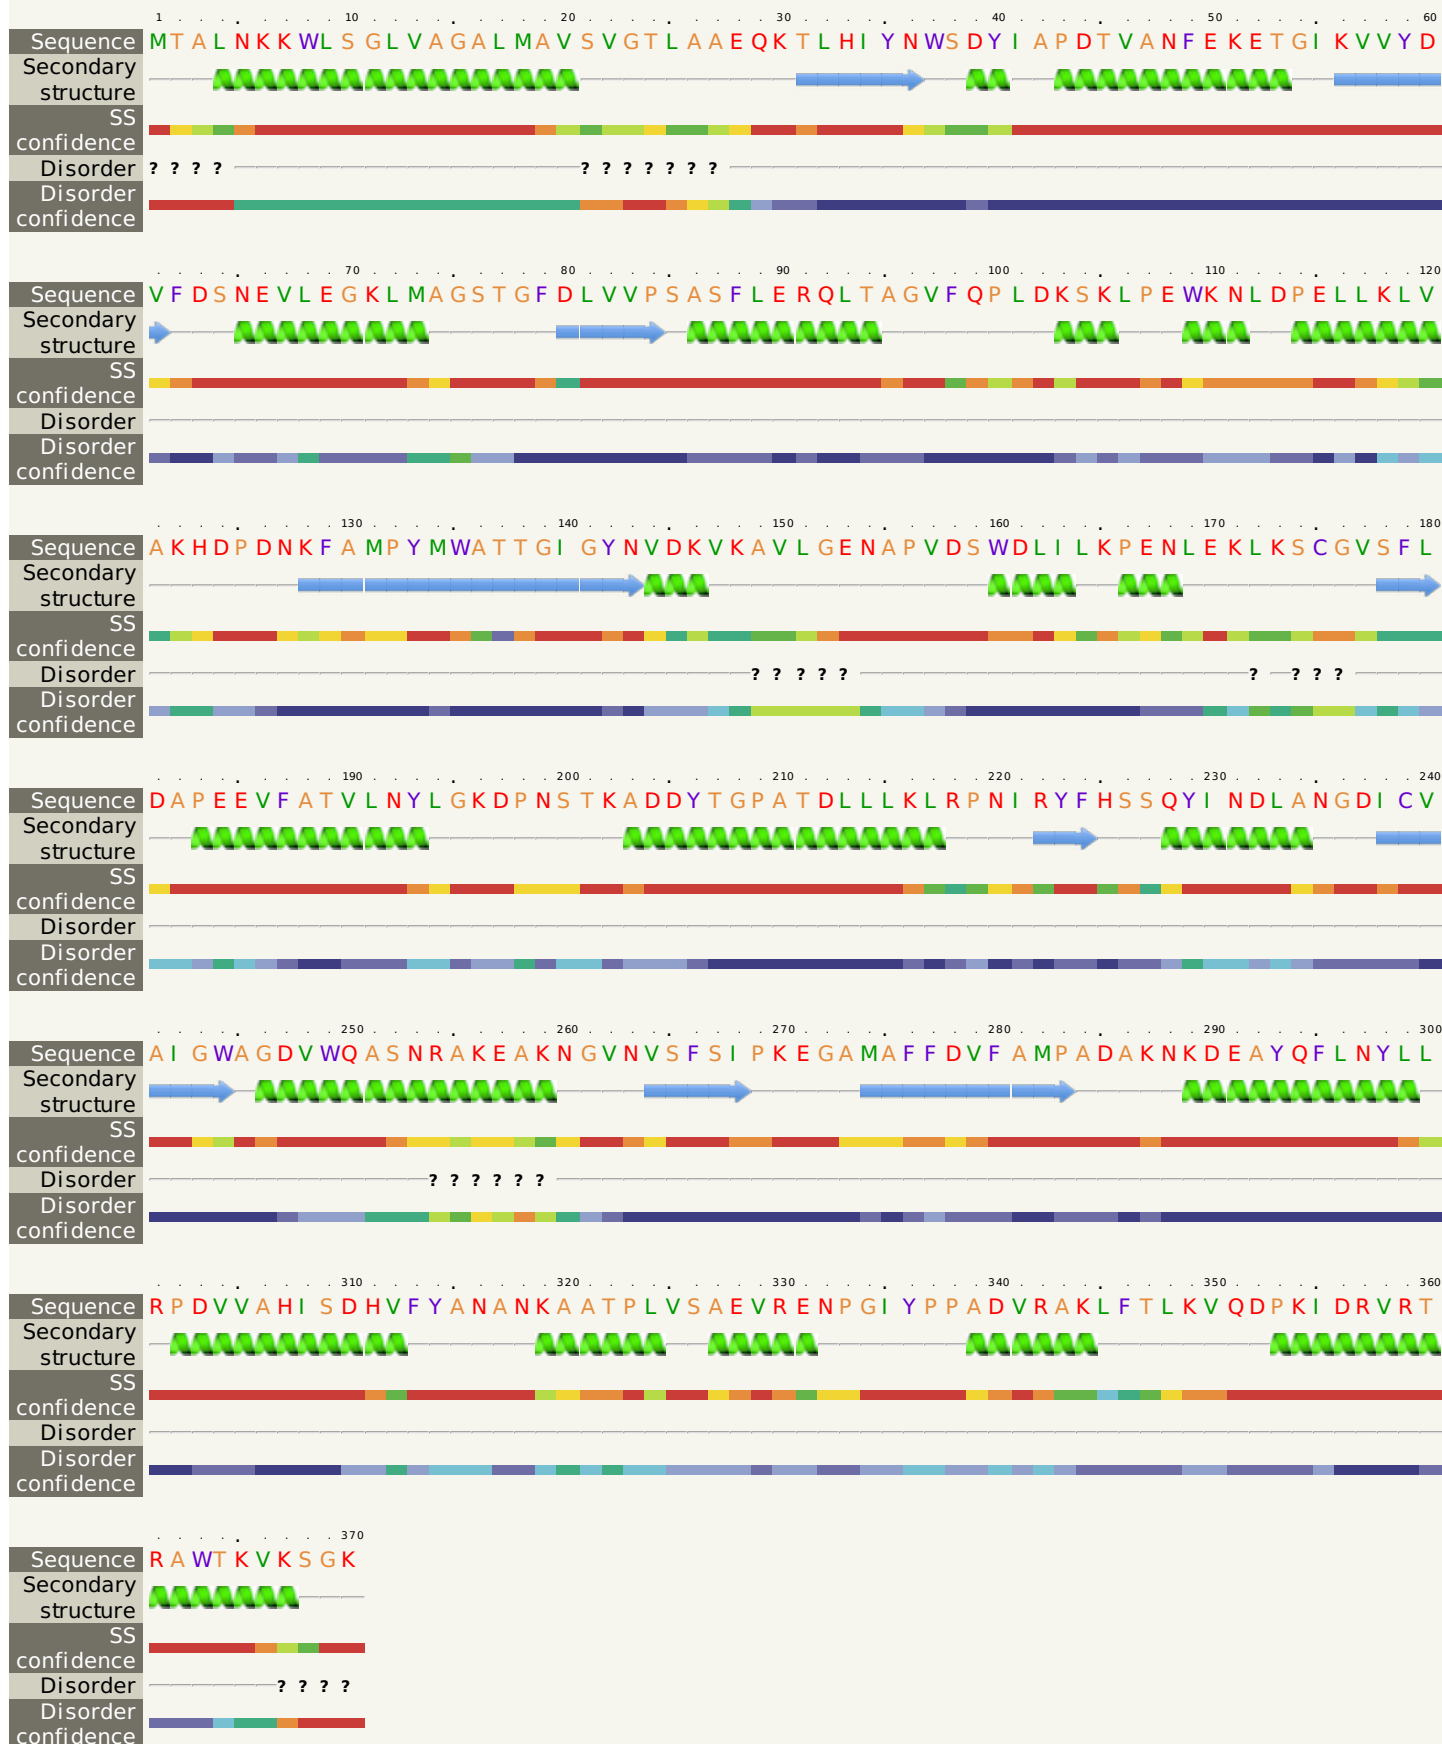 1 10 20 30 40 50 60
Sequence MTALNKKWLSGLVAGALMAVSVGTLAAEQKTLHIYNWSDYIAPDTVANFEKETGIKVVYD
Secondary
structure
SS
confidence
Disorder ? ? ? ? ? ? ? ? ? ? ?
Disorder
confidence
70 80 90 100 110 120
Sequence VFDSNEVLEGKLMAGSTGFDLVVPSASFLERQLTAGVFQPLDKSKLPEWKNLDPELLKLV
Secondary
structure
SS
confidence
Disorder
Disorder
confidence
130 140 150 160 170 180
Sequence AKHDPDNKFAMPYMWATTGIGYNVDKVKAVLGENAPVDSWDLILKPENLEKLKSCGVSFL
Secondary
structure
SS
confidence
Disorder ? ? ? ? ? ? ? ? ?
Disorder
confidence
190 200 210 220 230 240
Sequence DAPEEVFATVLNYLGKDPNSTKADDYTGPATDLLLKLRPNIRYFHSSQYINDLANGDICV
Secondary
structure
SS
confidence
Disorder
Disorder
confidence
250 260 270 280 290 300
Sequence AIGWAGDVWQASNRAKEAKNGVNVSFSIPKEGAMAFFDVFAMPADAKNKDEAYQFLNYLL
Secondary
structure
SS
confidence
Disorder ? ? ? ? ? ?
Disorder
confidence
310 320 330 340 350 360
Sequence RPDVVAHISDHVFYANANKAATPLVSAEVRENPGIYPPADVRAKLFTLKVQDPKIDRVRT
Secondary
structure
SS
confidence
Disorder
Disorder
confidence
370
Sequence RAWTKVKSGK
Secondary
structure
SS
confidence
Disorder ? ? ? ?
Disorder
confidence